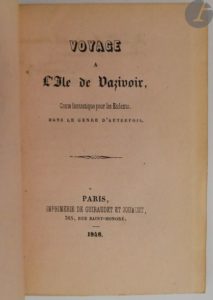 VOYAGE
A
L'Ile de Vazivoir,
Conte fantastique pour les Enfants,
DANS LE GENRE D'AUTREFOIS.
PARIS,
IMPRIMERIE DE GUIRAUDET ET JOUAUST,
315, RUE SAINT-HONORÉ.
1846.